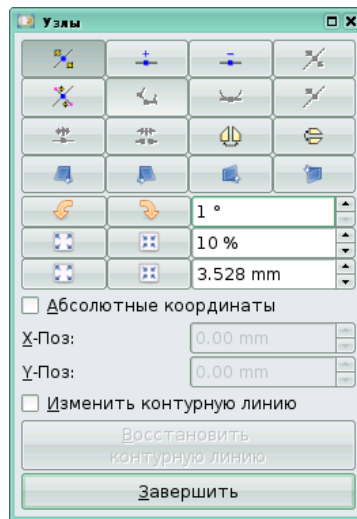 Узлы
1 °
10 %
3.528 mm
Абсолютные координаты
X-Поз:
0.00 mm
Y-Поз:
0.00 mm
Изменить контурную линию
Восстановить
контурную линию
Завершить